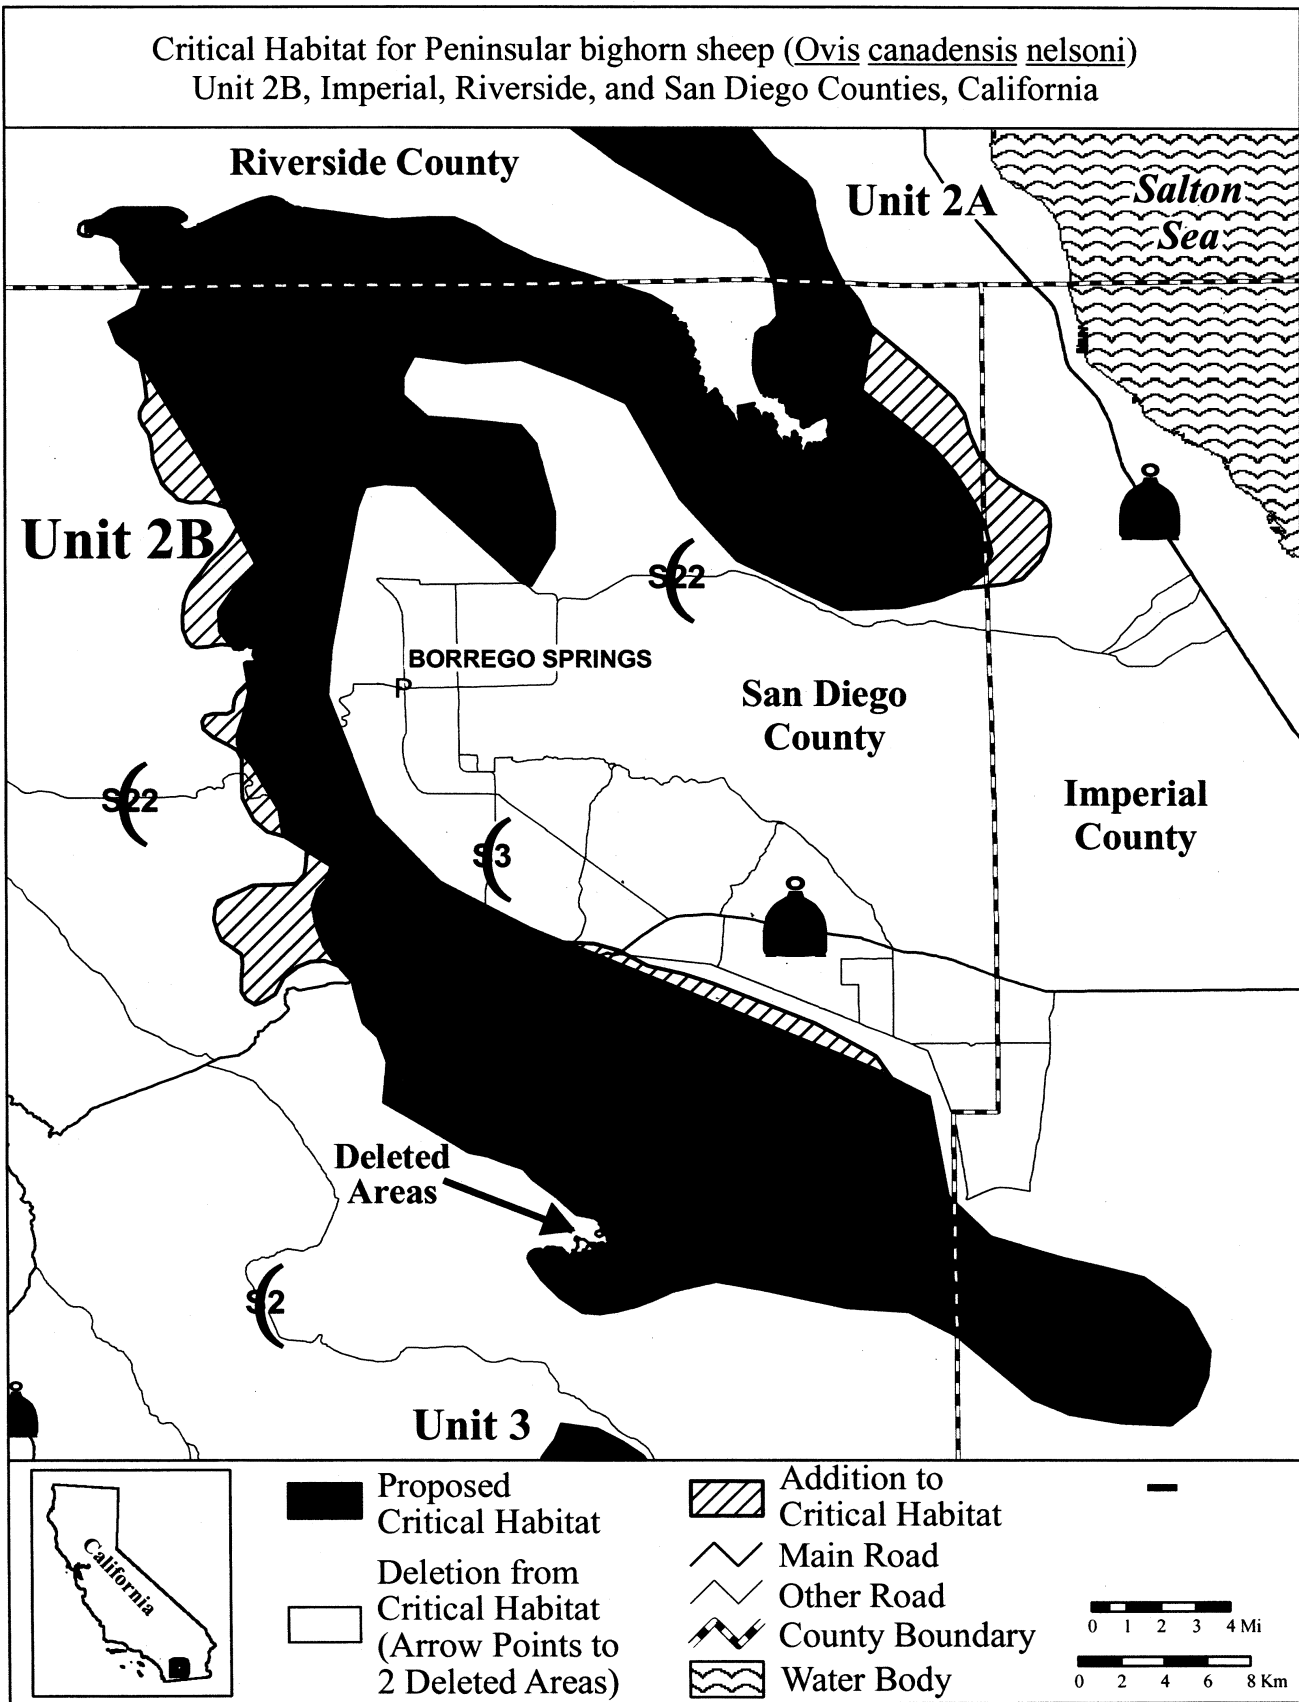 Critical Habitat for Peninsular bighorn sheep (Ovis canadensis nelsoni)
Unit 2B, Imperial, Riverside, and San Diego Counties, California
Riverside County
Unit 2A
Salton
Sea
Unit 2B
S22
BORREGO SPRINGS
P
San Diego
County
Imperial
County
S22
S3
Deleted
Areas
S2
Unit 3
California
Proposed
Critical Habitat
Deletion from
Critical Habitat
(Arrow Points to
2 Deleted Areas)
Addition to
Critical Habitat
Main Road
Other Road
County Boundary
Water Body
0 1 2 3 4 Mi
0 2 4 6 8 Km